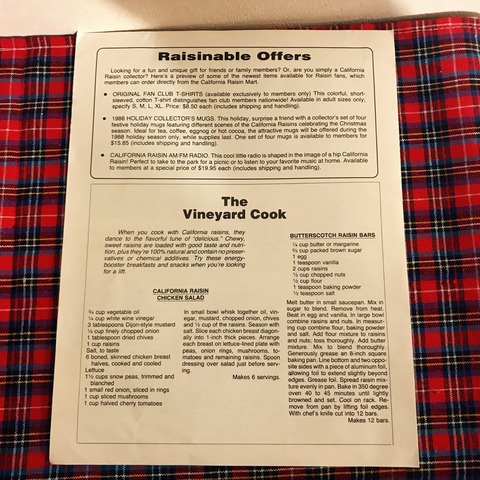 Raisinable Offers
Looking for a fun and unique gift for friends or family members? Or, are you simply a California
Raisin collector? Here's a preview of some of the newest items available for Raisin fans, which
members can order directly from the California Raisin Mart.
● ORIGINAL FAN CLUB T-SHIRTS (available exclusively to members only) This colorful, short-
sleeved, cotton T-shirt distinguishes fan club members nationwide! Available in adult sizes only;
specify S, M, L, XL. Price: $8.50 each (includes shipping and handling).
● 1988 HOLIDAY COLLECTOR'S MUGS. This holiday, surprise a friend with a collector's set of four
festive holiday mugs featuring different scenes of the California Raisins celebrating the Christmas
season. Ideal for tea, coffee, eggnog or hot cocoa, the attractive mugs will be offered during the
1988 holiday season only, while supplies last. One set of four mugs is available to members for
$15.85 (includes shipping and handling).
● CALIFORNIA RAISIN AM/FM RADIO. This cool little radio is shaped in the image of a hip California
Raisin! Perfect to take to the park for a picnic or to listen to your favorite music at home. Available
to members at a special price of $19.95 each (includes shipping and handling).
The
Vineyard Cook
When you cook with California raisins, they
dance to the flavorful tune of "delicious." Chewy,
sweet raisins are loaded with good taste and nutri-
tion, plus they're 100% natural and contain no preser-
vatives or chemical additives. Try these energy-
booster breakfasts and snacks when you're looking
for a lift.
CALIFORNIA RAISIN
CHICKEN SALAD
¾ cup vegetable oil
¼ cup white wine vinegar
3 tablespoons Dijon-style mustard
¼ cup finely chopped onion
1 tablespoon dried chives
1 cup raisins
Salt, to taste
6 boned, skinned chicken breast
halves, cooked and cooled
Lettuce
1½ cups snow peas, trimmed and
blanched
1 small red onion, sliced in rings
1 cup sliced mushrooms
1 cup halved cherry tomatoes
In small bowl whisk together oil, vin-
egar, mustard, chopped onion, chives
and ½ cup of the raisins. Season with
salt. Slice each chicken breast diagon-
ally into 1-inch thick pieces. Arrange
each breast on lettuce-lined plate with
peas, onion rings, mushrooms, to-
matoes and remaining raisins. Spoon
dressing over salad just before serv-
ing.
Makes 6 servings.
BUTTERSCOTCH RAISIN BARS
¼ cup butter or margarine
cup packed brown sugar
1 egg
1 teaspoon vanilla
2 cups raisins
½ cup chopped nuts
½ cup flour
1 teaspoon baking powder
½ teaspoon salt
Melt butter in small saucepan. Mix in
sugar to blend. Remove from heat.
Beat in egg and vanilla. In large bowl
combine raisins and nuts. In measur-
ing cup combine flour, baking powder
and salt. Add flour mixture to raisins
and nuts; toss thoroughly. Add butter
mixture. Mix to blend thoroughly.
Generously grease an 8-inch square
baking pan. Line bottom and two oppo-
site sides with a piece of aluminum foil,
allowing foil to extend slightly beyond
edges. Grease foil. Spread raisin mix-
ture evenly in pan. Bake in 350 degree
oven 40 to 45 minutes until lightly
browned and set. Cool on rack. Re-
move from pan by lifting foil edges.
With chef's knife cut into 12 bars.
Makes 12 bars.